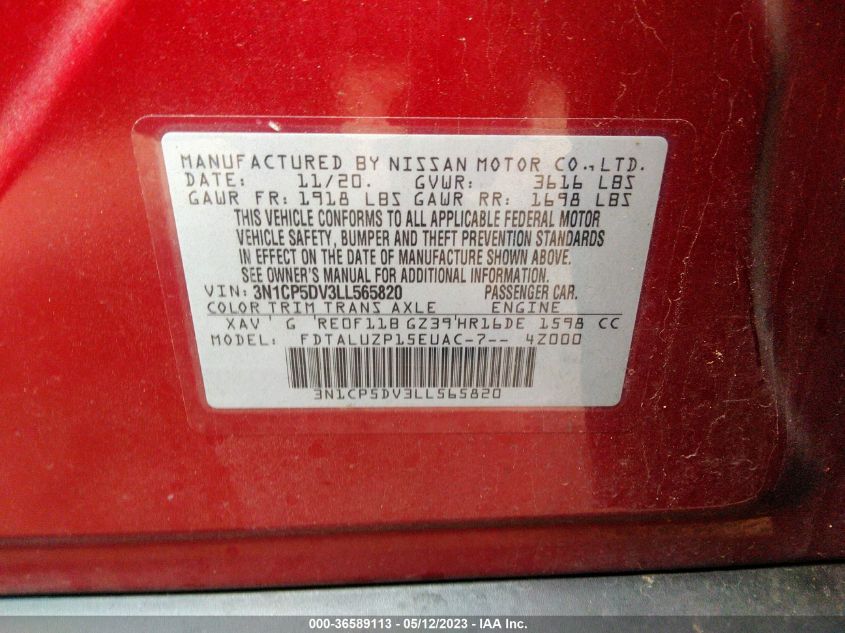 MANUFACTURED BY NISSAN MOTOR CO.,LTD.
DATE: 11/20. GVWR: 3616 LBS
GAWR FR: 1918 LBS GAWR RR: 1698 LBS
THIS VEHICLE CONFORMS TO ALL APPLICABLE FEDERAL MOTOR
VEHICLE SAFETY, BUMPER AND THEFT PREVENTION STANDARDS
IN EFFECT ON THE DATE OF MANUFACTURE SHOWN ABOVE.
SEE OWNER'S MANUAL FOR ADDITIONAL INFORMATION.
VIN: 3N1CP5DV3LL565820 PASSENGER CAR.
COLOR TRIM TRANS AXLE ENGINE
XAV' G 'RE0F11B GZ39'HR16DE 1598 CC
MODEL: FDTALUZP15EUAC-7-- 4Z000
3N1CP5DV3LL565820
000-36589113 - 05/12/2023 - IAA Inc.